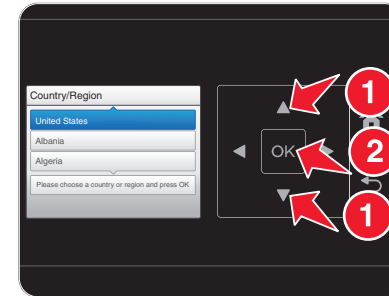 Country/Region
United States
Albania
Algeria
Please choose a country or region and press OK
1
OK
2
1